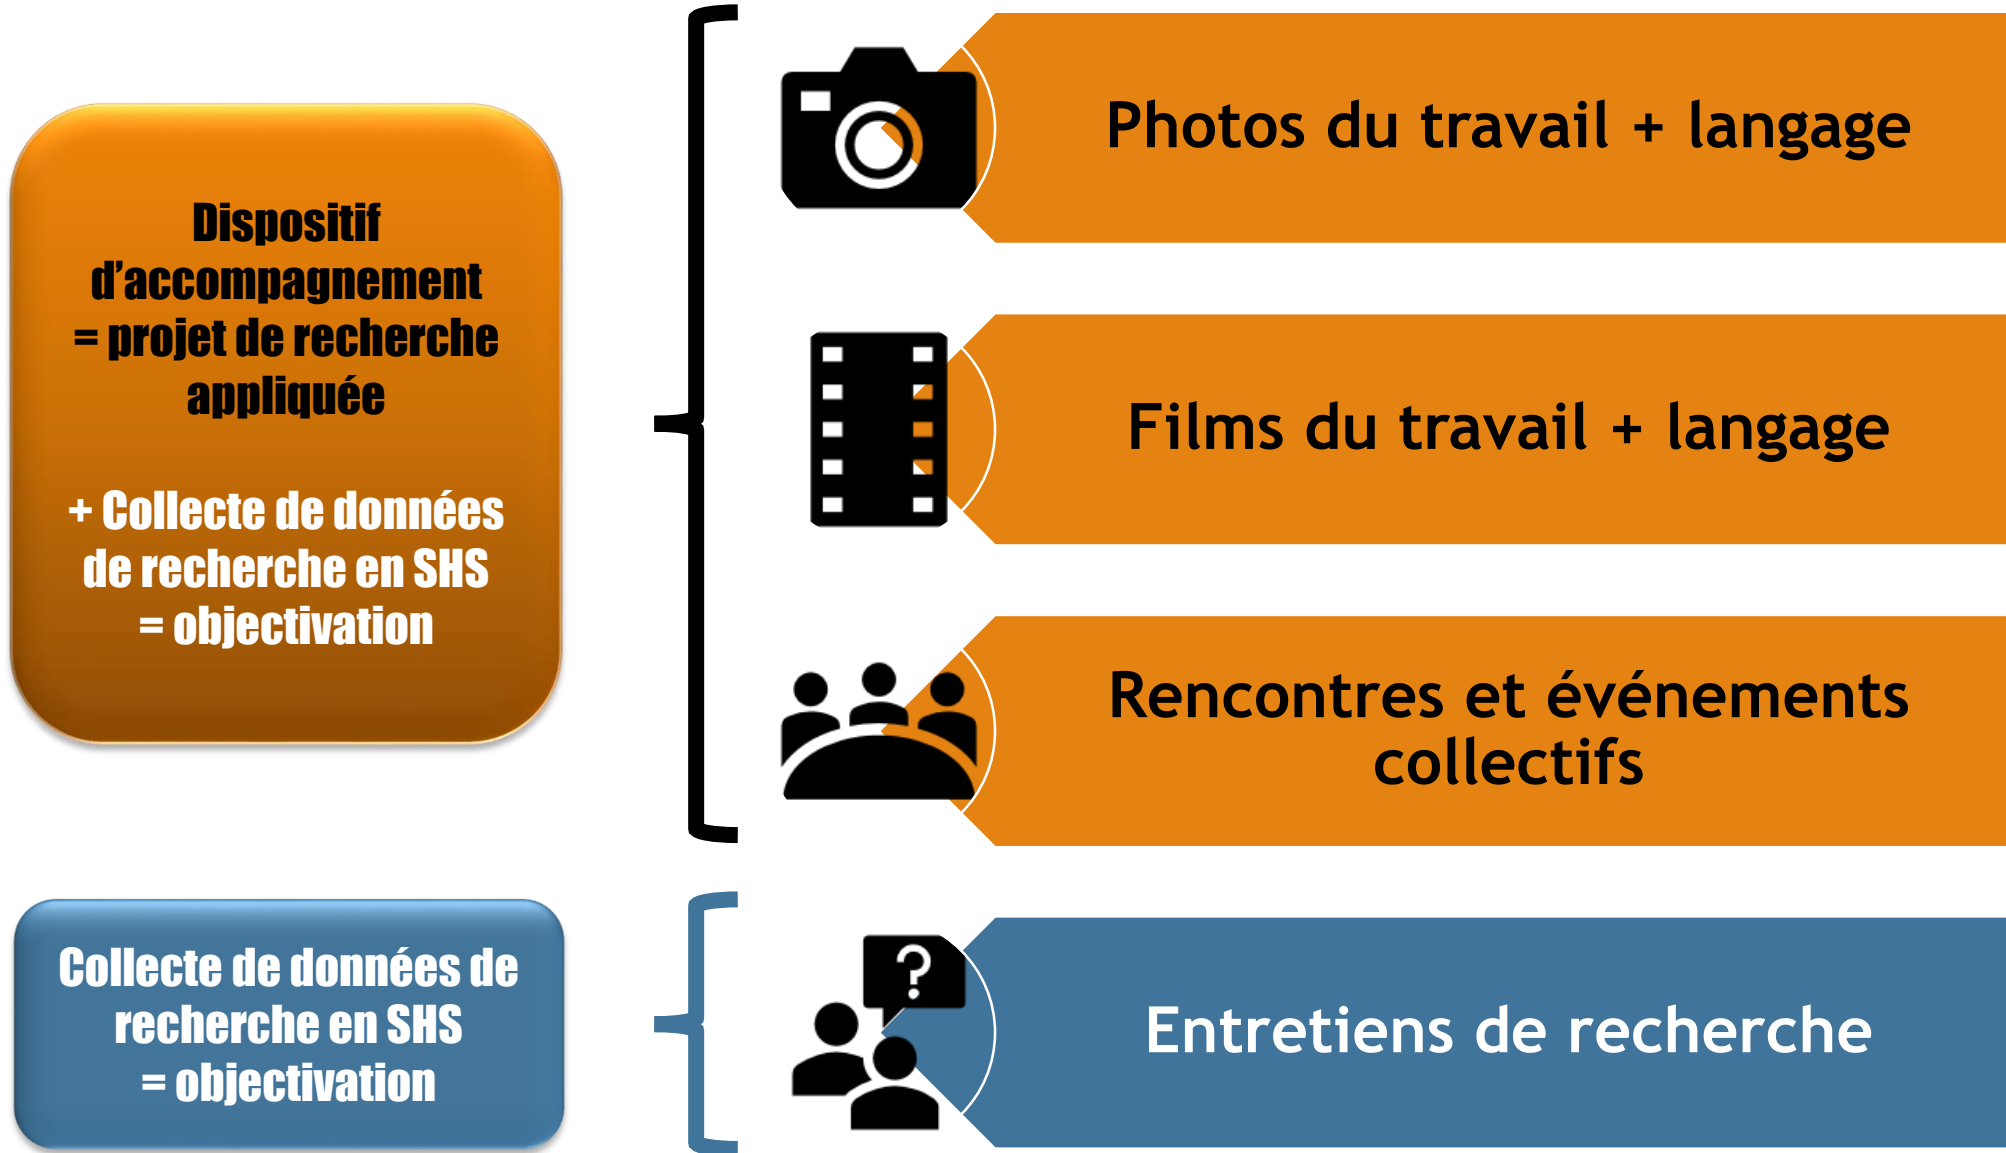 Dispositif
d’accompagnement
= projet de recherche
appliquée
+ Collecte de données
de recherche en SHS
= objectivation
Photos du travail + langage
Films du travail + langage
Rencontres et événements
collectifs
Collecte de données de
recherche en SHS
= objectivation
?
Entretiens de recherche